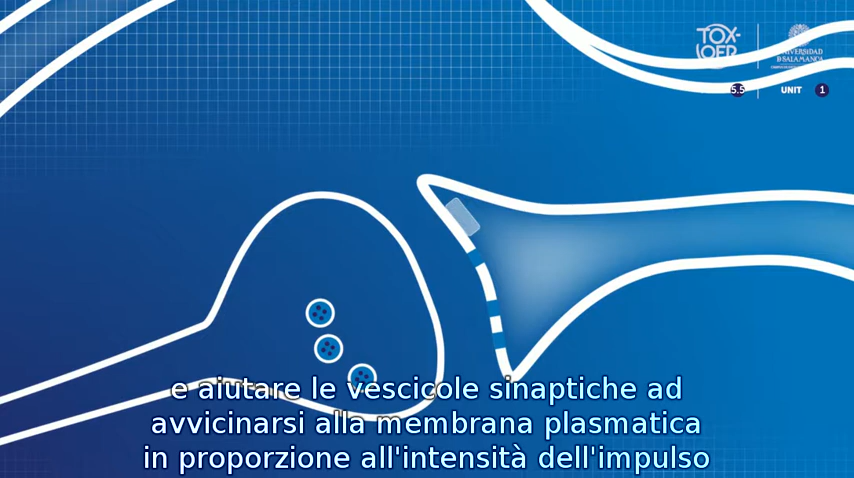 TOX-
OER
UNIVERSIDAD
D SALAMANCA
5.5
UNIT 1
e aiutare le vescicole sinaptiche ad
avvicinarsi alla membrana plasmatica
in proporzione all'intensità dell'impulso